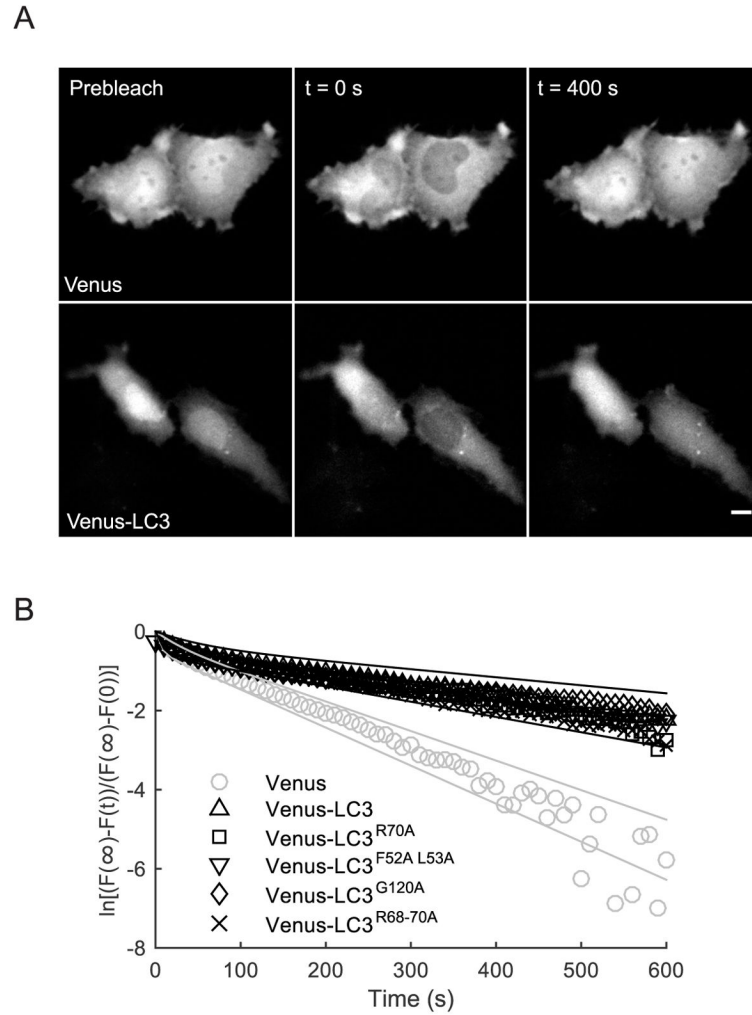 A
Prebleach
t = 0 s
t = 400 s
Venus
Venus-LC3
B
ln[(F(∞)-F(t))/(F(∞)-F(0))]
0
-2
-4
-6
-8
Venus
Venus-LC3
Venus-LC3R70A
Venus-LC3F52A L53A
Venus-LC3G120A
Venus-LC3R68-70A
0 100 200 300 400 500 600
Time (s)